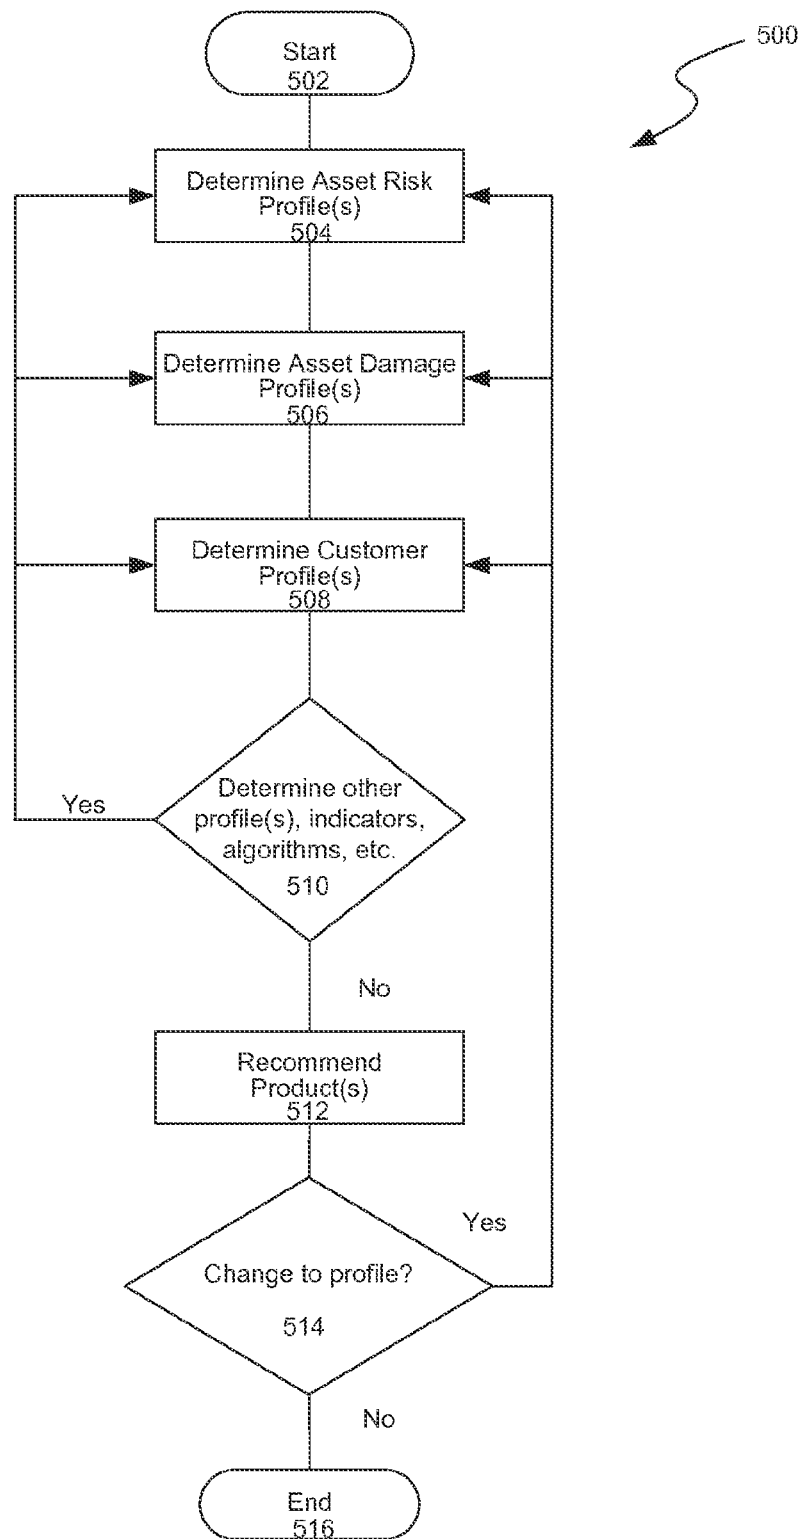 Start
502
500
Determine Asset Risk
Profile(s)
504
Determine Asset Damage
Profile(s)
506
Determine Customer
Profile(s)
508
Yes
Determine other
profile(s), indicators,
algorithms, etc.
510
No
Recommend
Product(s)
512
Yes
Change to profile?
514
No
End
516